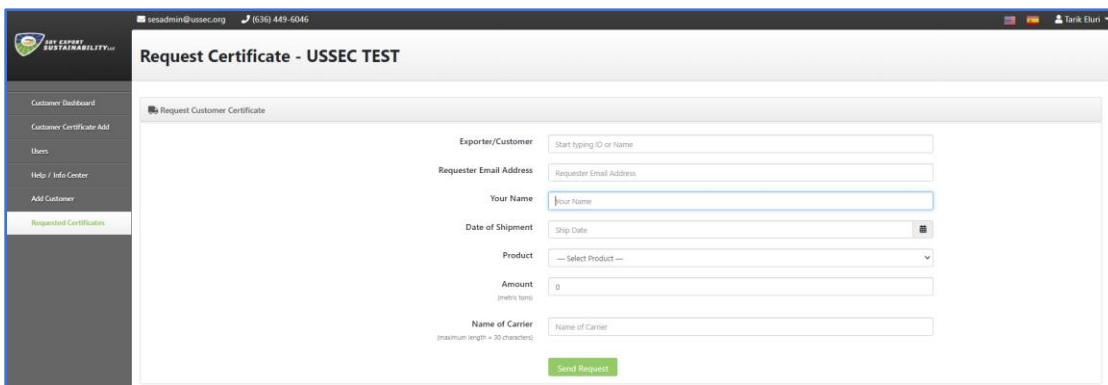 sesadmin@ussec.org (636) 449-6046 Tarik Eluri
SOY EXPORT
SUSTAINABILITY LLC
Request Certificate - USSEC TEST
Customer Dashboard
Customer Certificate Add
Users
Help / Info Center
Add Customer
Requested Certificates
Request Customer Certificate
Exporter/Customer Start typing ID or Name
Requester Email Address Requester Email Address
Your Name Your Name
Date of Shipment Ship Date
Product — Select Product —
Amount 0
(metric tons)
Name of Carrier Name of Carrier
(maximum length = 30 characters)
Send Request